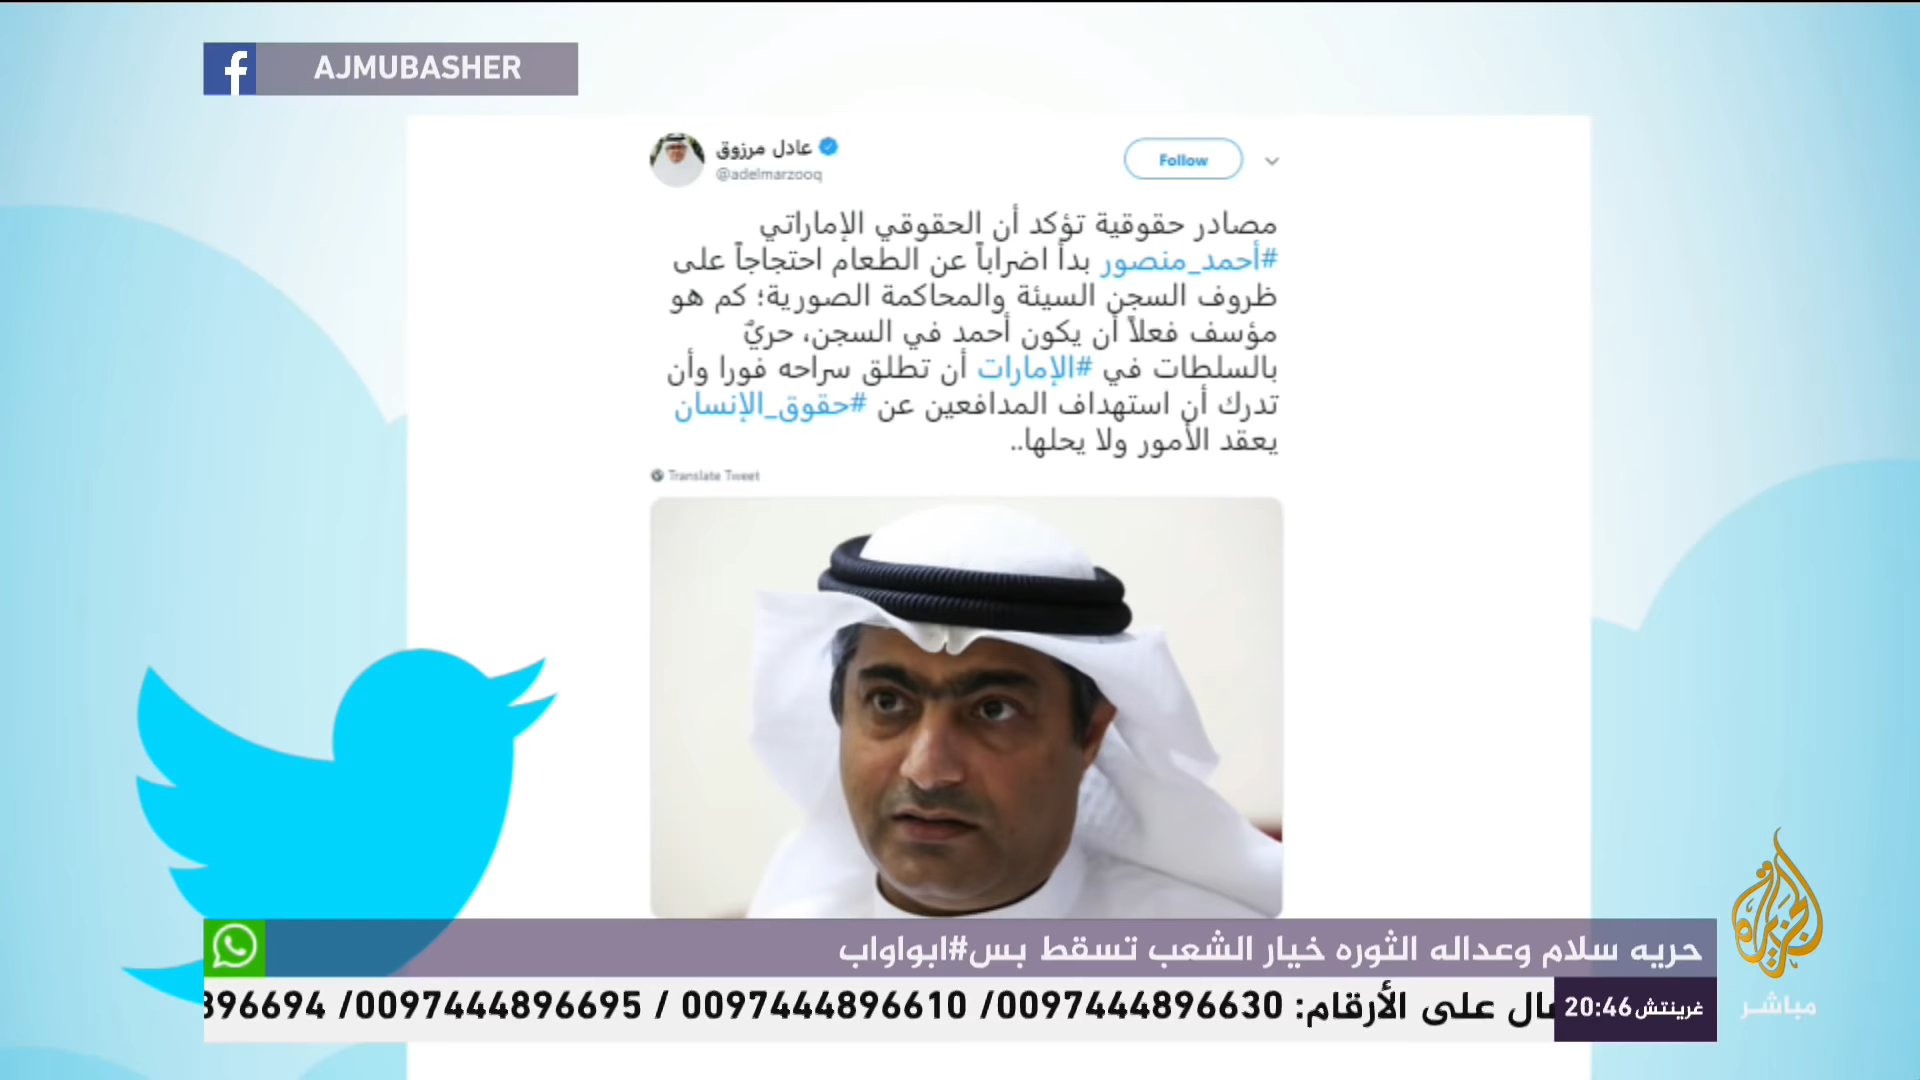 AJMUBASHER
عادل مرزوق
@adelmarzooq
Follow
مصادر حقوقية تؤكد أن الحقوقي الإماراتي
#أحمد_منصور بدأ اضراباً عن الطعام احتجاجاً على
ظروف السجن السيئة والمحاكمة الصورية؛ كم هو
مؤسف فعلاً أن يكون أحمد في السجن، حريٌ
بالسلطات في #الإمارات أن تطلق سراحه فورا وأن
تدرك أن استهداف المدافعين عن #حقوق_الإنسان
يعقد الأمور ولا يحلها..
Translate Tweet
حريه سلام وعداله الثوره خيار الشعب تسقط بس#ابواواب
على الأرقام: 0097444896630/ 0097444896610 / 0097444896695/ 896694
20:46 غرينتش
الجزيرة
مباشر